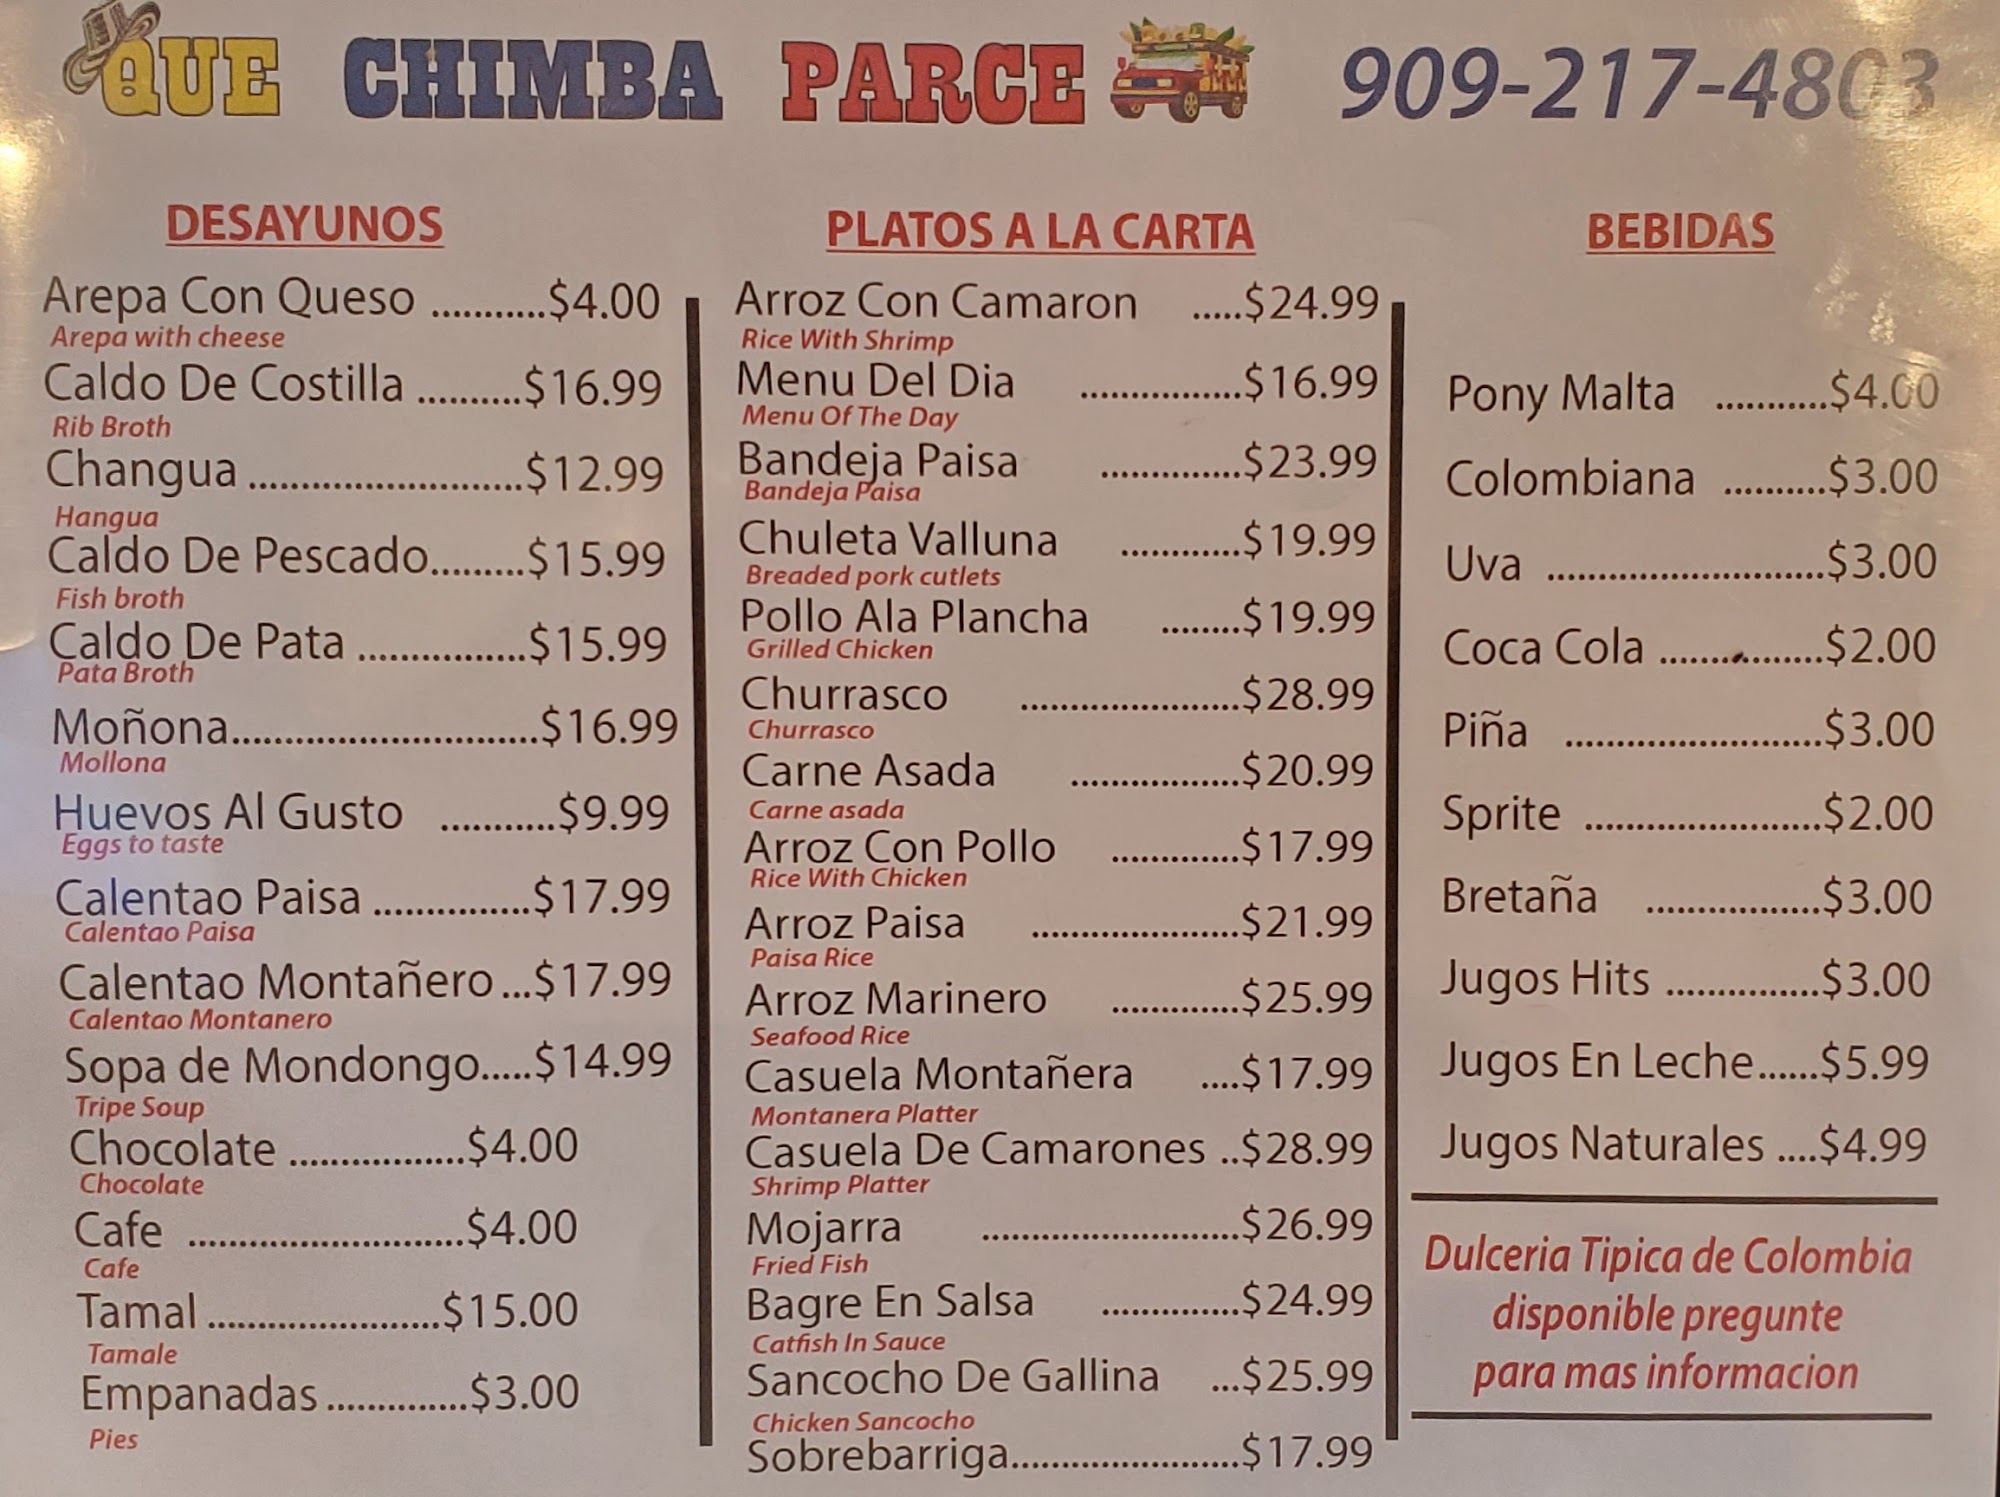 QUE CHIMBA PARCE 909-217-4803
DESAYUNOS
Arepa Con Queso ...........$4.00
Arepa with cheese
Caldo De Costilla ..........$16.99
Rib Broth
Changua ...........................$12.99
Hangua
Caldo De Pescado.........$15.99
Fish broth
Caldo De Pata .................$15.99
Pata Broth
Moñona..............................$16.99
Mollona
Huevos Al Gusto ...........$9.99
Eggs to taste
Calentao Paisa ................$17.99
Calentao Paisa
Calentao Montañero ...$17.99
Calentao Montanero
Sopa de Mondongo.....$14.99
Tripe Soup
Chocolate .................$4.00
Chocolate
Cafe ...........................$4.00
Cafe
Tamal .......................$15.00
Tamale
Empanadas ..............$3.00
Pies
PLATOS A LA CARTA
Arroz Con Camaron .....$24.99
Rice With Shrimp
Menu Del Dia ................$16.99
Menu Of The Day
Bandeja Paisa ..............$23.99
Bandeja Paisa
Chuleta Valluna ............$19.99
Breaded pork cutlets
Pollo Ala Plancha ........$19.99
Grilled Chicken
Churrasco ......................$28.99
Churrasco
Carne Asada .................$20.99
Carne asada
Arroz Con Pollo .............$17.99
Rice With Chicken
Arroz Paisa .....................$21.99
Paisa Rice
Arroz Marinero .............$25.99
Seafood Rice
Casuela Montañera ....$17.99
Montanera Platter
Casuela De Camarones ..$28.99
Shrimp Platter
Mojarra ..........................$26.99
Fried Fish
Bagre En Salsa ..............$24.99
Catfish In Sauce
Sancocho De Gallina ...$25.99
Chicken Sancocho
Sobrebarriga.......................$17.99
BEBIDAS
Pony Malta ...........$4.00
Colombiana ..........$3.00
Uva ...........................$3.00
Coca Cola ................$2.00
Piña .........................$3.00
Sprite .......................$2.00
Bretaña .................$3.00
Jugos Hits ...............$3.00
Jugos En Leche......$5.99
Jugos Naturales ....$4.99
Dulceria Tipica de Colombia
disponible pregunte
para mas informacion